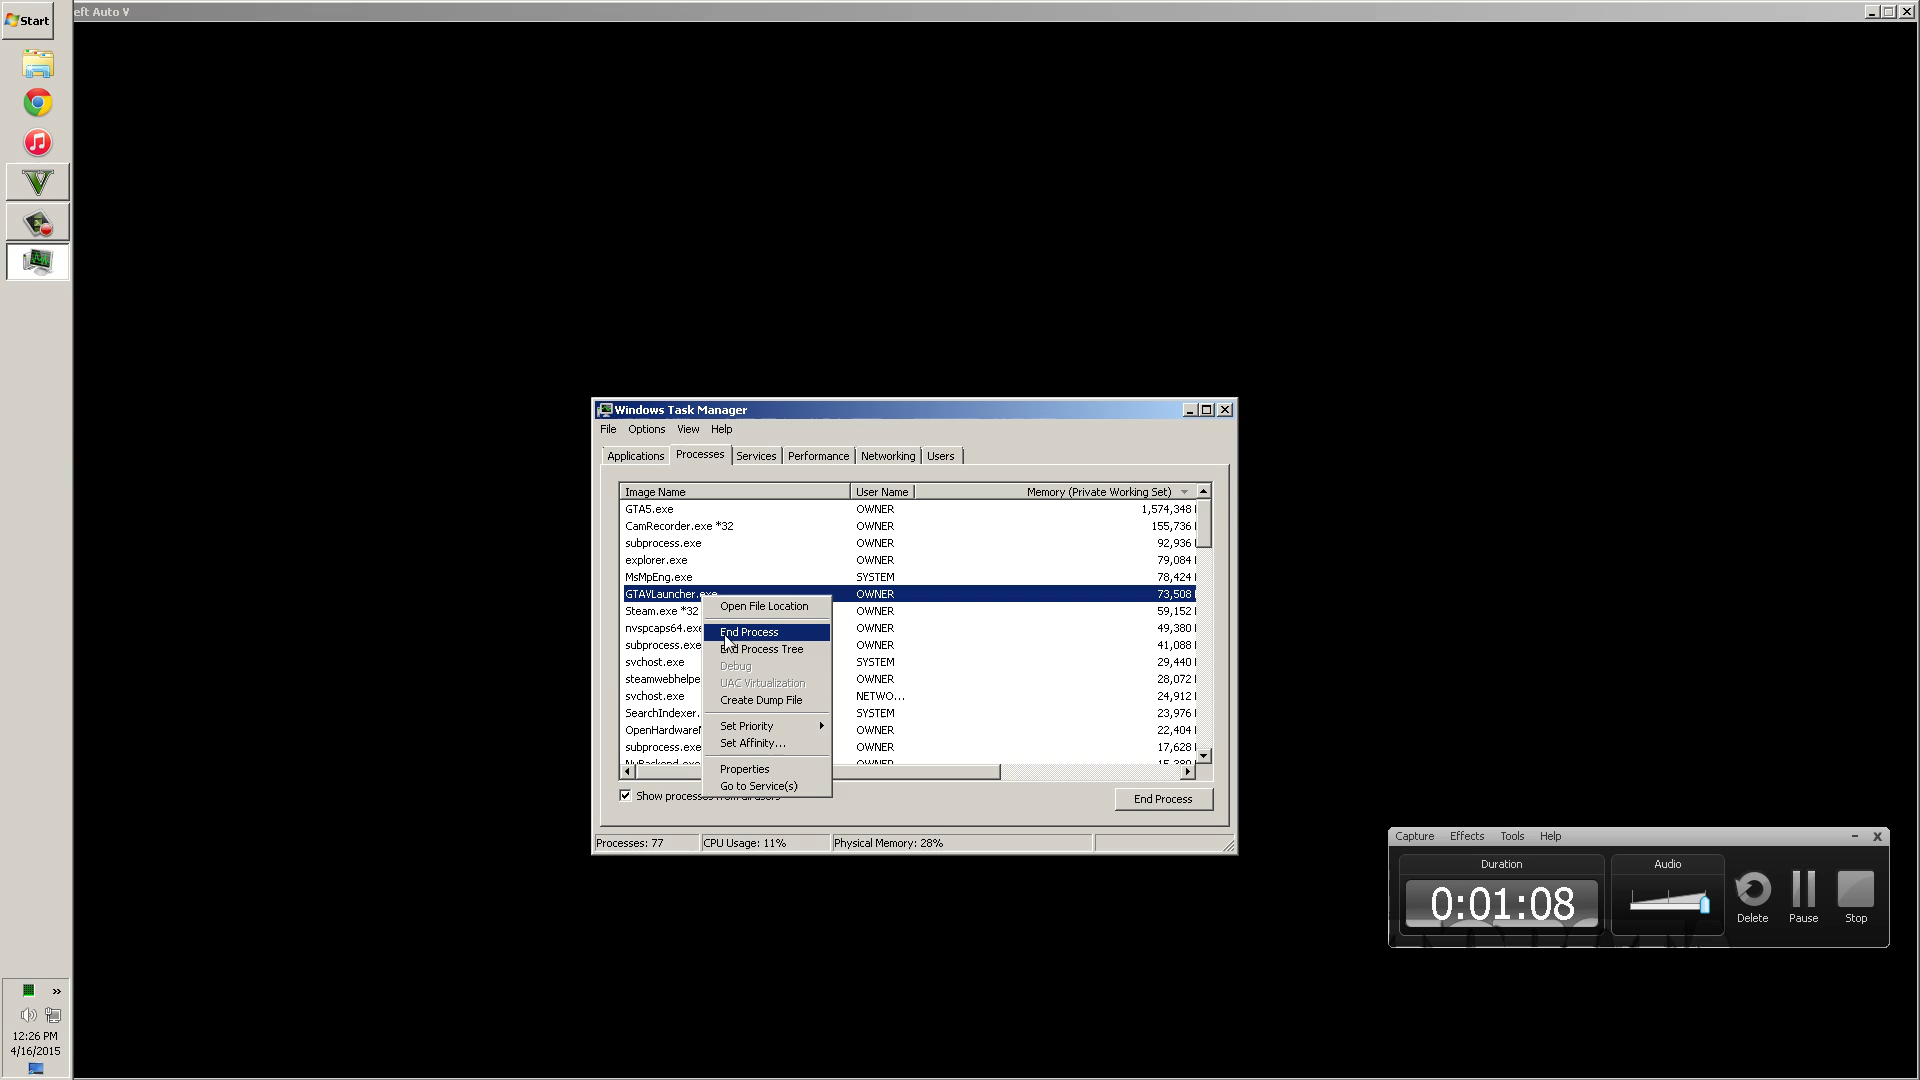 Start
eft Auto V
Windows Task Manager
File Options View Help
Applications Processes Services Performance Networking Users
Image Name User Name Memory (Private Working Set)
GTA5.exe OWNER 1,574,348
CamRecorder.exe *32 OWNER 155,736
subprocess.exe OWNER 92,936
explorer.exe OWNER 79,084
MsMpEng.exe SYSTEM 78,424
GTAVLauncher.exe OWNER 73,508
Steam.exe *32 OWNER 59,152
nvspcaps64.exe OWNER 49,380
subprocess.exe OWNER 41,088
svchost.exe SYSTEM 29,440
steamwebhelpe OWNER 28,072
svchost.exe NETWO... 24,912
SearchIndexer. SYSTEM 23,976
OpenHardware OWNER 22,404
subprocess.exe OWNER 17,628
OWNER
Open File Location
End Process
End Process Tree
Debug
UAC Virtualization
Create Dump File
Set Priority
Set Affinity...
Properties
Go to Service(s)
Show processes from all users
End Process
Processes: 77 CPU Usage: 11% Physical Memory: 28%
Capture Effects Tools Help
Duration Audio
0:01:08
Delete Pause Stop
12:26 PM
4/16/2015